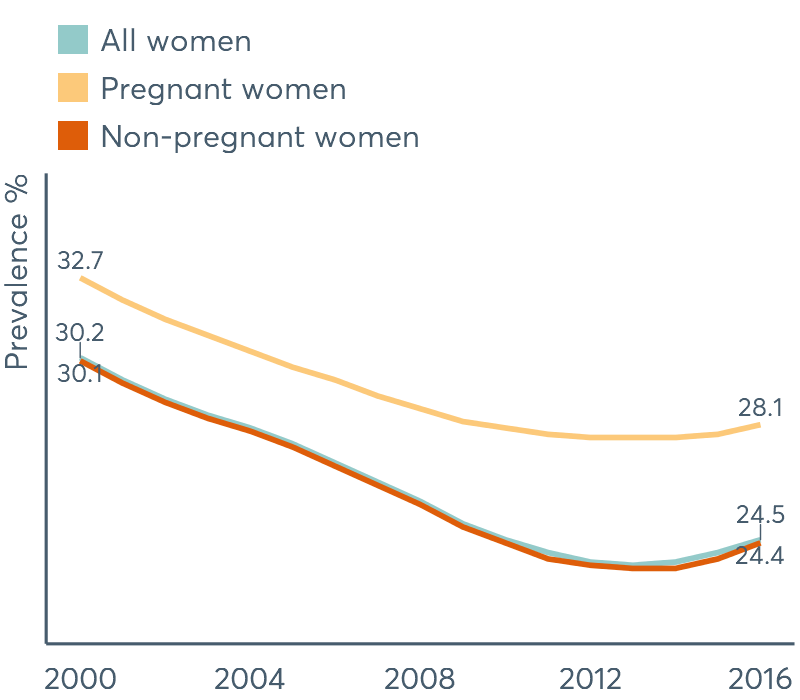 All women
Pregnant women
Non-pregnant women
Prevalence %
32.7
30.2
30.1
28.1
24.5
24.4
2000 2004 2008 2012 2016